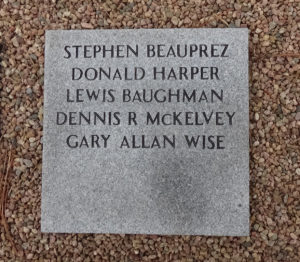 STEPHEN BEAUPREZ
DONALD HARPER
LEWIS BAUGHMAN
DENNIS R McKELVEY
GARY ALLAN WISE